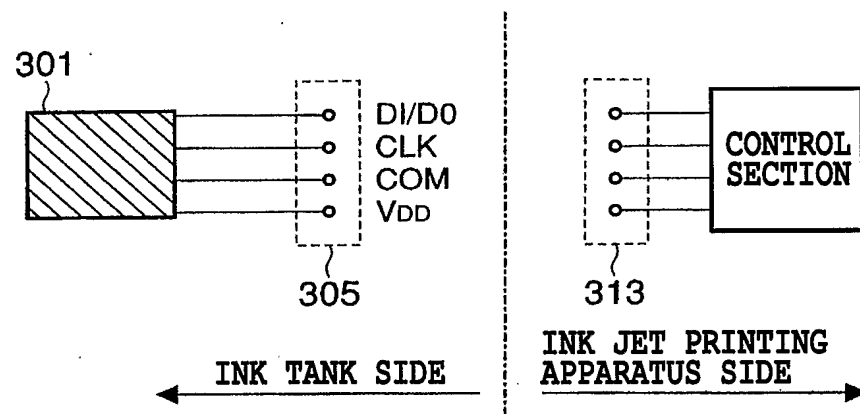 301
DI/D0
CLK
COM
VDD
CONTROL
SECTION
305
313
INK TANK SIDE
INK JET PRINTING
APPARATUS SIDE